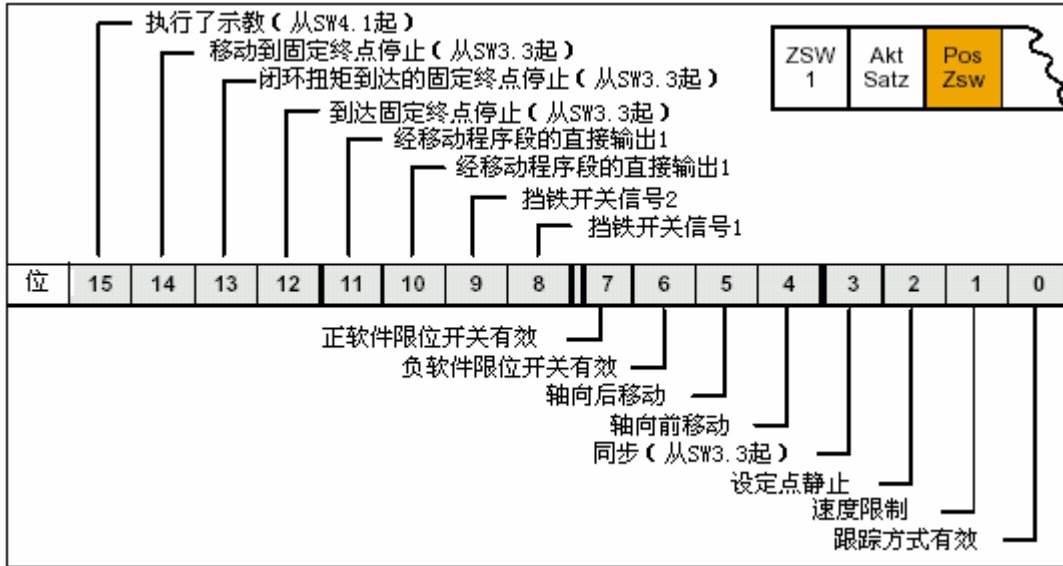 执行了示教（从SW4.1起）
移动到固定终点停止（从SW3.3起）
闭环扭矩到达的固定终点停止（从SW3.3起）
到达固定终点停止（从SW3.3起）
经移动程序段的直接输出1
经移动程序段的直接输出1
挡铁开关信号2
挡铁开关信号1
ZSW 1
Akt Satz
Pos Zsw
位 15 14 13 12 11 10 9 8 7 6 5 4 3 2 1 0
正软件限位开关有效
负软件限位开关有效
轴向后移动
轴向前移动
同步（从SW3.3起）
设定点静止
速度限制
跟踪方式有效